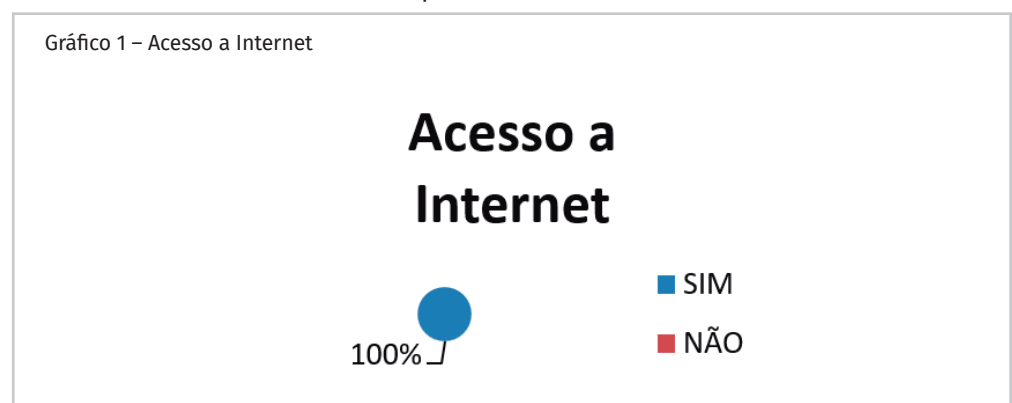 Gráfico 1 – Acesso a Internet
Acesso a
Internet
SIM
100%
NÃO